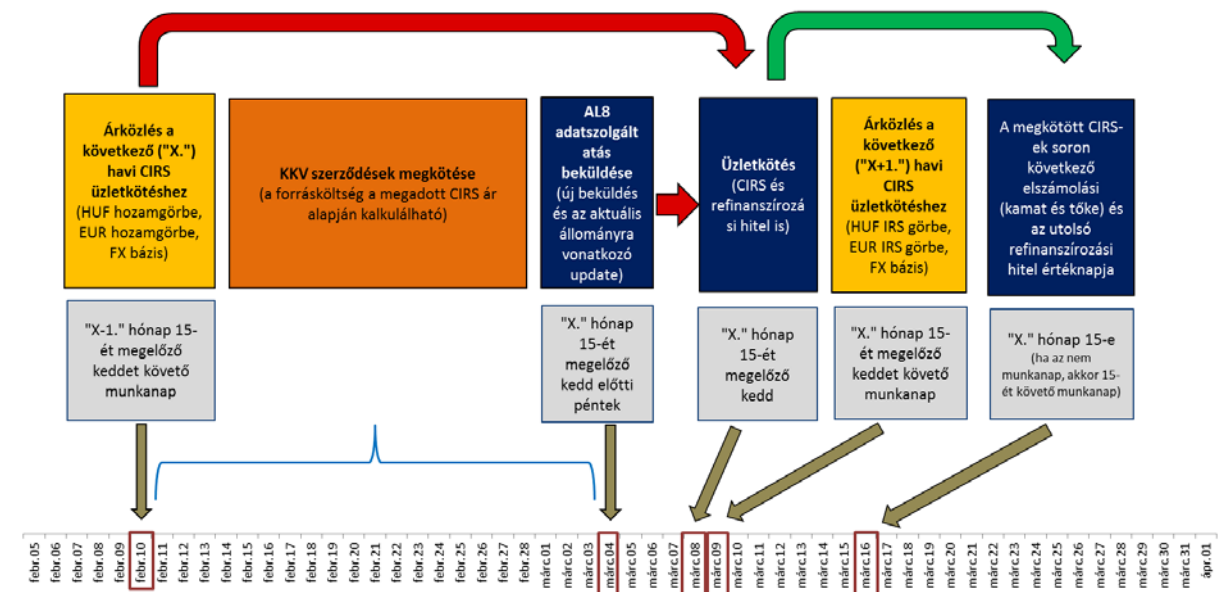 Árközlés a
következő ("X.")
havi CIRS
üzletkötéshez
(HUF hozamgörbe,
EUR hozamgörbe,
FX bázis)
KKV szerződések megkötése
(a forrásköltség a megadott CIRS ár
alapján kalkulálható)
AL8
adatszolgált
atás
beküldése
(új beküldés
és az aktuális
állományra
vonatkozó
update)
Üzletkötés
(CIRS és
refinanszírozá
si hitel is)
Árközlés a
következő
("X+1.") havi
CIRS
üzletkötéshez
(HUF IRS görbe,
EUR IRS görbe,
FX bázis)
A megkötött CIRS-
ek soron
következő
elszámolási
(kamat és tőke) és
az utolsó
refinanszírozási
hitel értéknapja
"X-1." hónap 15-
ét megelőző
keddet követő
munkanap
"X." hónap
15-ét
megelőző
kedd előtti
péntek
"X." hónap
15-ét
megelőző
kedd
"X." hónap 15-
ét megelőző
keddet követő
munkanap
"X." hónap 15-e
(ha az nem
munkanap, akkor 15-
ét követő munkanap)
febr.05
febr.06
febr.07
febr.08
febr.09
febr.10
febr.11
febr.12
febr.13
febr.14
febr.15
febr.16
febr.17
febr.18
febr.19
febr.20
febr.21
febr.22
febr.23
febr.24
febr.25
febr.26
febr.27
febr.28
márc.01
márc.02
márc.03
márc.04
márc.05
márc.06
márc.07
márc.08
márc.09
márc.10
márc.11
márc.12
márc.13
márc.14
márc.15
márc.16
márc.17
márc.18
márc.19
márc.20
márc.21
márc.22
márc.23
márc.24
márc.25
márc.26
márc.27
márc.28
márc.29
márc.30
márc.31
ápr.01